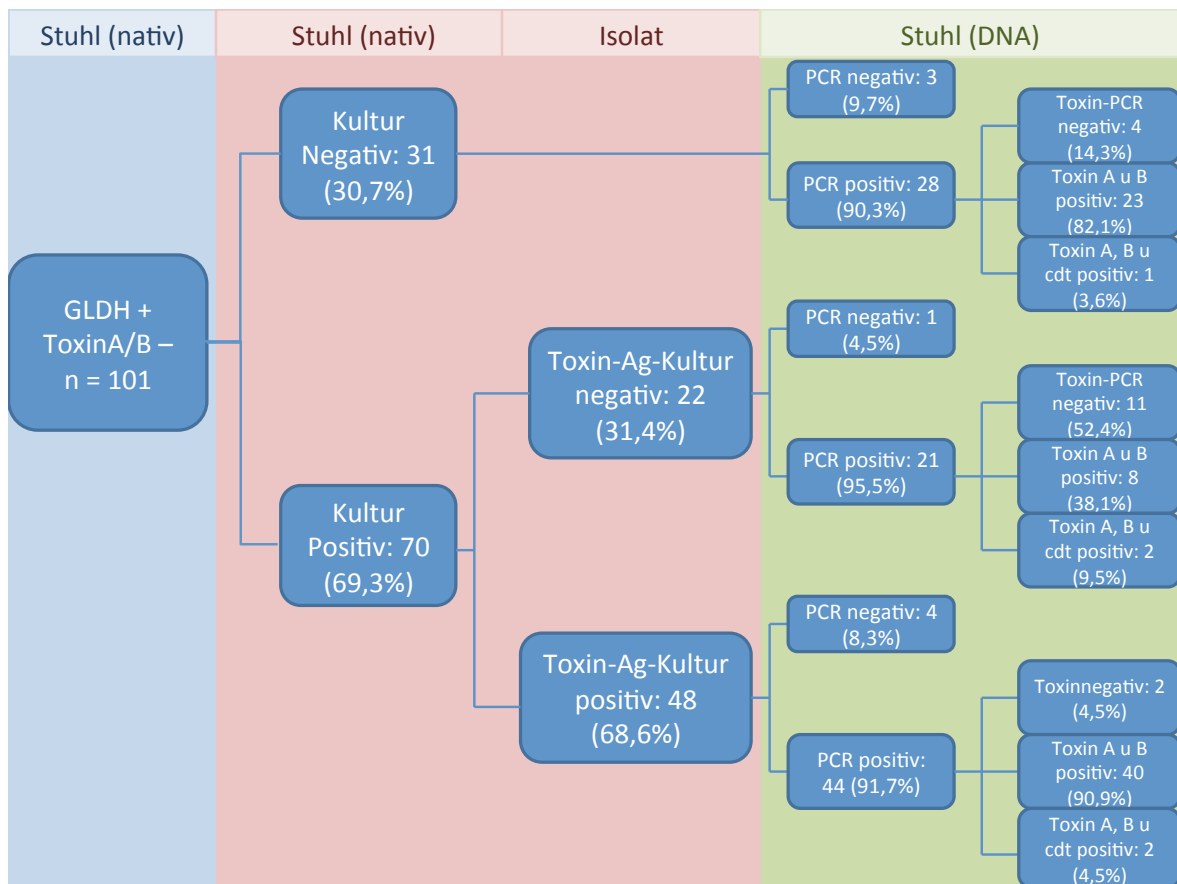 Stuhl (nativ)
Stuhl (nativ)
Isolat
Stuhl (DNA)
GLDH +
ToxinA/B –
n = 101
Kultur
Negativ: 31
(30,7%)
Kultur
Positiv: 70
(69,3%)
Toxin-Ag-Kultur
negativ: 22
(31,4%)
Toxin-Ag-Kultur
positiv: 48
(68,6%)
PCR negativ: 3
(9,7%)
PCR positiv: 28
(90,3%)
Toxin-PCR
negativ: 4
(14,3%)
Toxin A u B
positiv: 23
(82,1%)
Toxin A, B u
cdt positiv: 1
(3,6%)
PCR negativ: 1
(4,5%)
PCR positiv: 21
(95,5%)
Toxin-PCR
negativ: 11
(52,4%)
Toxin A u B
positiv: 8
(38,1%)
Toxin A, B u
cdt positiv: 2
(9,5%)
PCR negativ: 4
(8,3%)
PCR positiv:
44 (91,7%)
Toxinnegativ: 2
(4,5%)
Toxin A u B
positiv: 40
(90,9%)
Toxin A, B u
cdt positiv: 2
(4,5%)